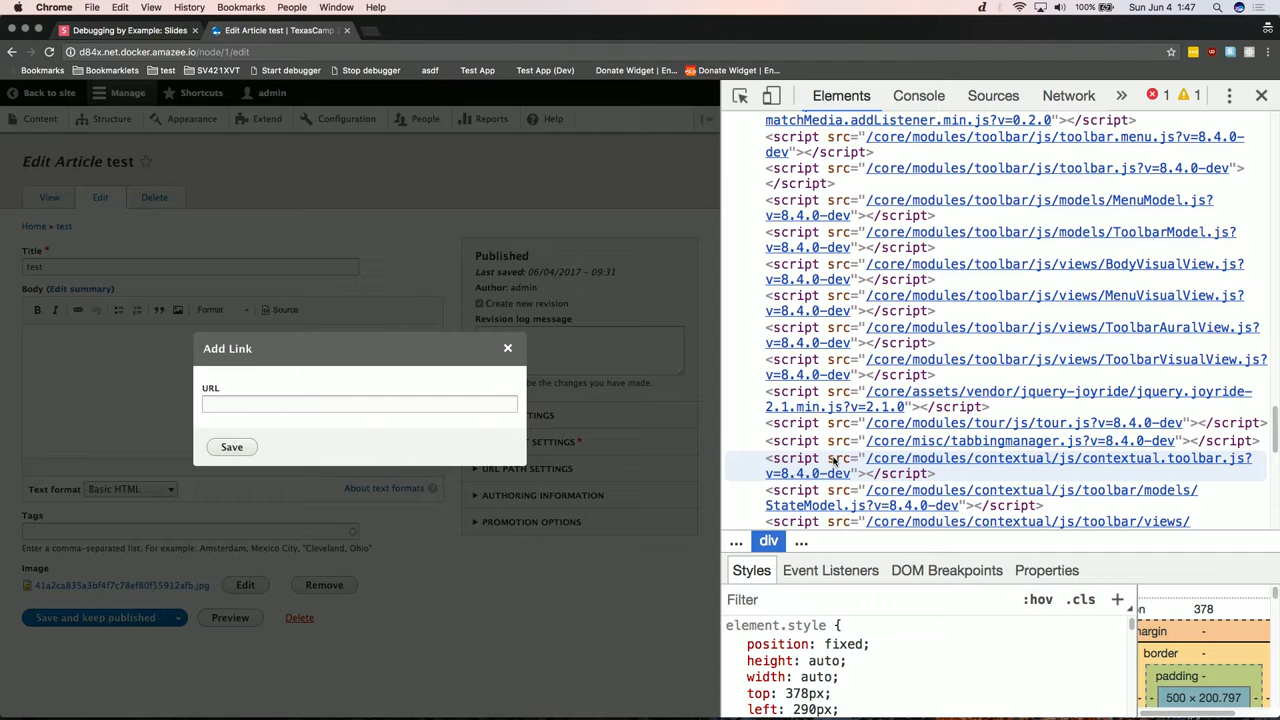 Chrome File Edit View History Bookmarks People Window Help 100% Sun Jun 4 1:47
Debugging by Example: Slides × Edit Article test | TexasCamp ×
d84x.net.docker.amazee.io/node/1/edit
Bookmarks Bookmarklets test SV421XVT Start debugger Stop debugger asdf Test App Test App (Dev) Donate Widget | En... Donate Widget | En...
Back to site Manage Shortcuts admin
Content Structure Appearance Extend Configuration People Reports Help
Edit Article test
View Edit Delete
Home » test
Title *
test
Body (Edit summary)
B I Format Source
Text format Basic HTML About text formats
Tags
Enter a comma-separated list. For example: Amsterdam, Mexico City, "Cleveland, Ohio"
Image
41a2ca835a3bf4f7c78ef80f55912afb.jpg Edit Remove
Save and keep published Preview Delete
Published
Last saved: 06/04/2017 - 09:31
Author: admin
Create new revision
Revision log message
be the changes you have made.
TTINGS
T SETTINGS *
URL PATH SETTINGS
AUTHORING INFORMATION
PROMOTION OPTIONS
Add Link ×
URL
Save
Elements Console Sources Network » 1 1
matchMedia.addListener.min.js?v=0.2.0"></script>
<script src="/core/modules/toolbar/js/toolbar.menu.js?v=8.4.0-
dev"></script>
<script src="/core/modules/toolbar/js/toolbar.js?v=8.4.0-dev">
</script>
<script src="/core/modules/toolbar/js/models/MenuModel.js?
v=8.4.0-dev"></script>
<script src="/core/modules/toolbar/js/models/ToolbarModel.js?
v=8.4.0-dev"></script>
<script src="/core/modules/toolbar/js/views/BodyVisualView.js?
v=8.4.0-dev"></script>
<script src="/core/modules/toolbar/js/views/MenuVisualView.js?
v=8.4.0-dev"></script>
<script src="/core/modules/toolbar/js/views/ToolbarAuralView.js?
v=8.4.0-dev"></script>
<script src="/core/modules/toolbar/js/views/ToolbarVisualView.js?
v=8.4.0-dev"></script>
<script src="/core/assets/vendor/jquery-joyride/jquery.joyride-
2.1.min.js?v=2.1.0"></script>
<script src="/core/modules/tour/js/tour.js?v=8.4.0-dev"></script>
<script src="/core/misc/tabbingmanager.js?v=8.4.0-dev"></script>
<script src="/core/modules/contextual/js/contextual.toolbar.js?
v=8.4.0-dev"></script>
<script src="/core/modules/contextual/js/toolbar/models/
StateModel.js?v=8.4.0-dev"></script>
<script src="/core/modules/contextual/js/toolbar/views/
... div ...
Styles Event Listeners DOM Breakpoints Properties
Filter :hov .cls +
element.style {
position: fixed;
height: auto;
width: auto;
top: 378px;
left: 290px;
on 378
margin -
border -
padding -
- - 500 × 200.797 - -